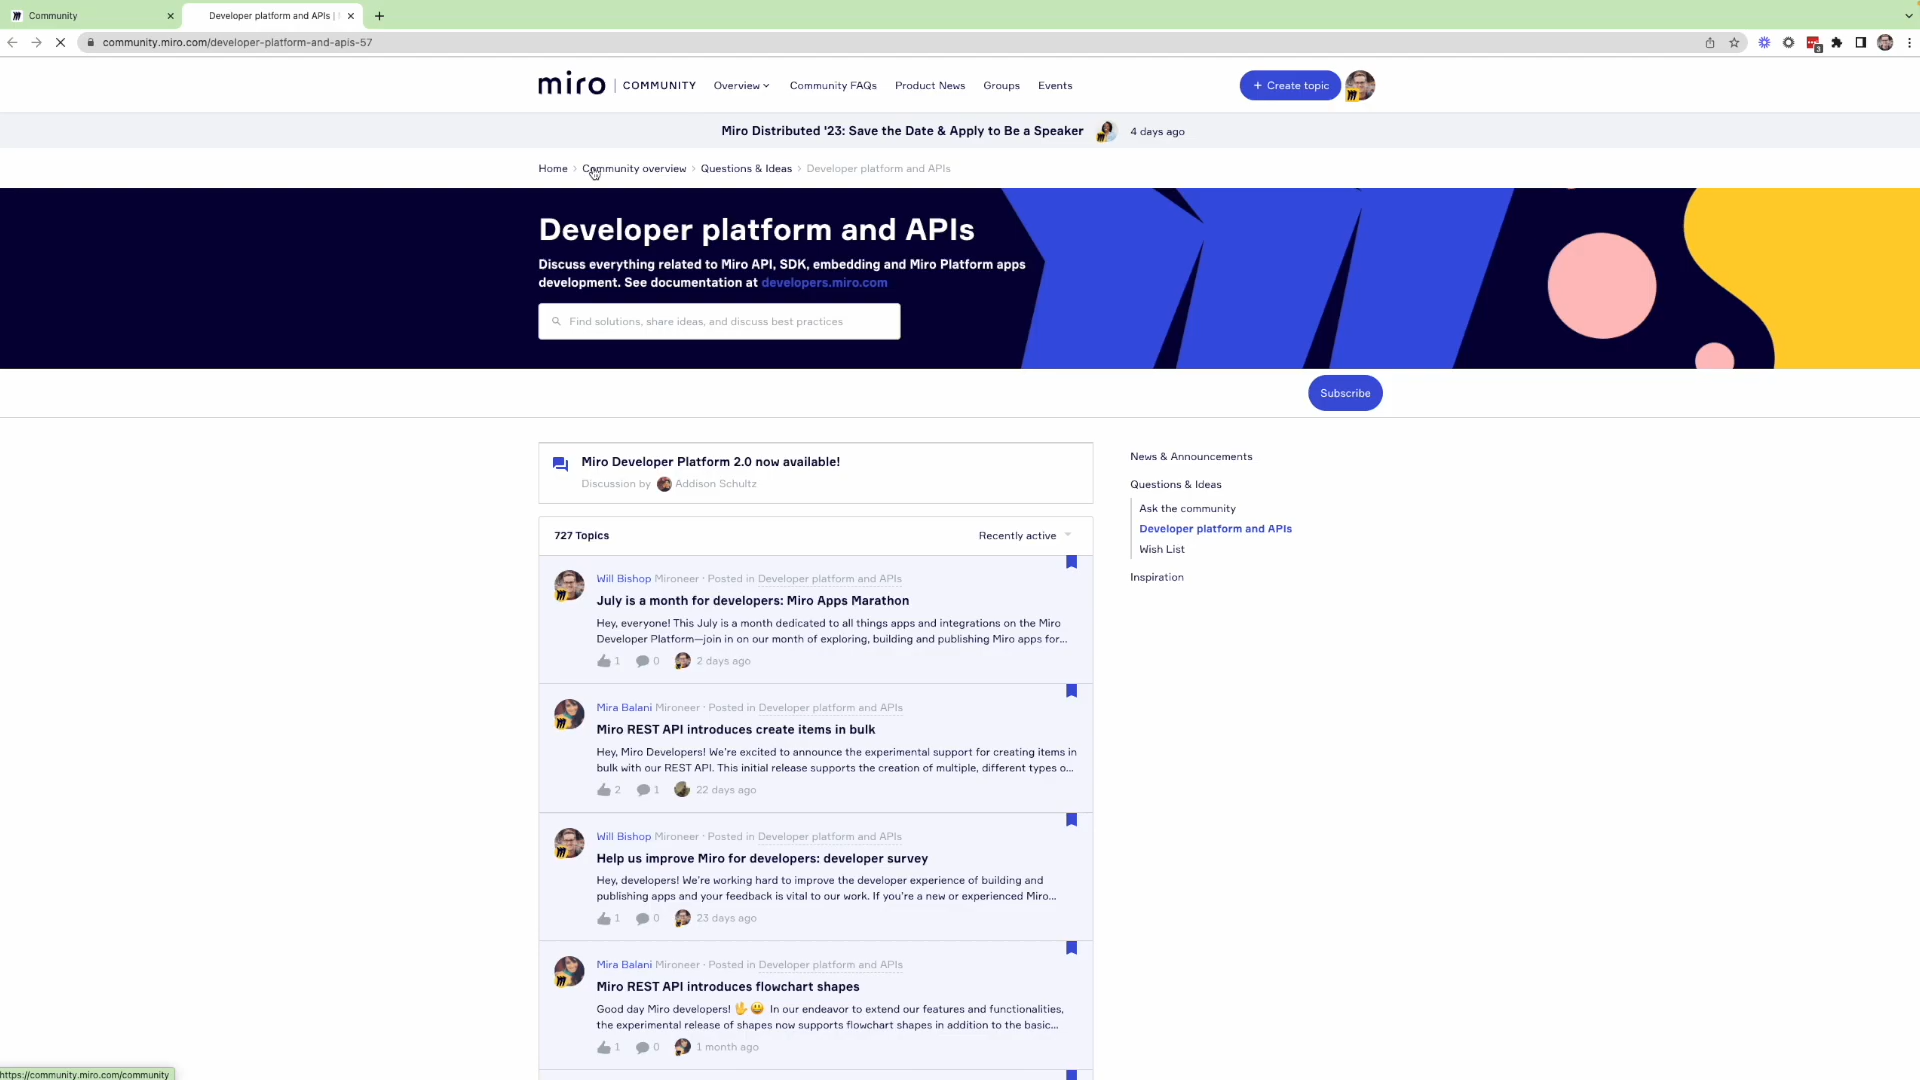 Community
Developer platform and APIs |
community.miro.com/developer-platform-and-apis-57
miro | COMMUNITY Overview Community FAQs Product News Groups Events + Create topic
Miro Distributed '23: Save the Date & Apply to Be a Speaker 4 days ago
Home › Community overview › Questions & Ideas › Developer platform and APIs
Developer platform and APIs
Discuss everything related to Miro API, SDK, embedding and Miro Platform apps
development. See documentation at developers.miro.com
Find solutions, share ideas, and discuss best practices
Subscribe
Miro Developer Platform 2.0 now available!
Discussion by Addison Schultz
727 Topics Recently active
Will Bishop Mironeer · Posted in Developer platform and APIs
July is a month for developers: Miro Apps Marathon
Hey, everyone! This July is a month dedicated to all things apps and integrations on the Miro
Developer Platform—join in on our month of exploring, building and publishing Miro apps for...
1 0 2 days ago
Mira Balani Mironeer · Posted in Developer platform and APIs
Miro REST API introduces create items in bulk
Hey, Miro Developers! We're excited to announce the experimental support for creating items in
bulk with our REST API. This initial release supports the creation of multiple, different types o...
2 1 22 days ago
Will Bishop Mironeer · Posted in Developer platform and APIs
Help us improve Miro for developers: developer survey
Hey, developers! We're working hard to improve the developer experience of building and
publishing apps and your feedback is vital to our work. If you're a new or experienced Miro...
1 0 23 days ago
Mira Balani Mironeer · Posted in Developer platform and APIs
Miro REST API introduces flowchart shapes
Good day Miro developers! 🖖 😀 In our endeavor to extend our features and functionalities,
the experimental release of shapes now supports flowchart shapes in addition to the basic...
1 0 1 month ago
News & Announcements
Questions & Ideas
Ask the community
Developer platform and APIs
Wish List
Inspiration
https://community.miro.com/community